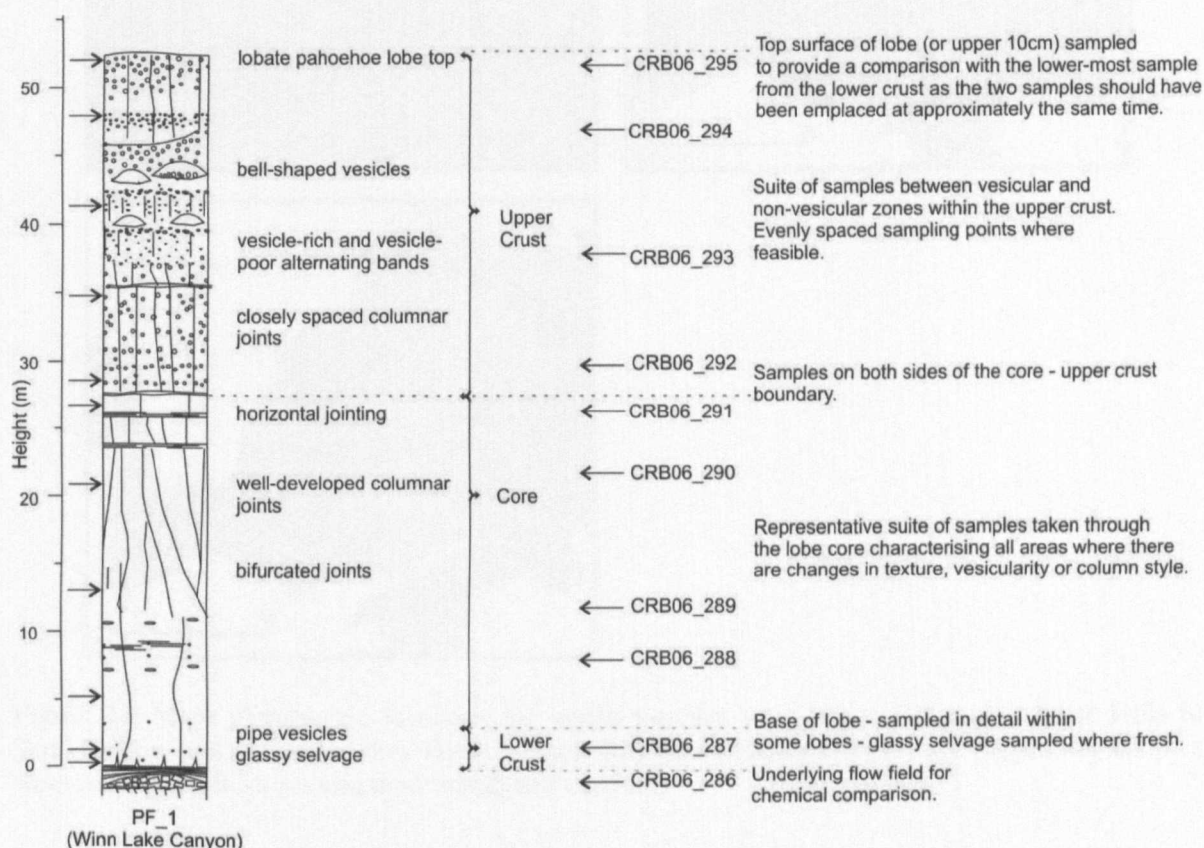 50
40
30
20
10
0
Height (m)
PF_1
(Winn Lake Canyon)
lobate pahoehoe lobe top
bell-shaped vesicles
vesicle-rich and vesicle-
poor alternating bands
closely spaced columnar
joints
horizontal jointing
well-developed columnar
joints
bifurcated joints
pipe vesicles
glassy selvage
Upper
Crust
Core
Lower
Crust
CRB06_295
CRB06_294
CRB06_293
CRB06_292
CRB06_291
CRB06_290
CRB06_289
CRB06_288
CRB06_287
CRB06_286
Top surface of lobe (or upper 10cm) sampled
to provide a comparison with the lower-most sample
from the lower crust as the two samples should have
been emplaced at approximately the same time.
Suite of samples between vesicular and
non-vesicular zones within the upper crust.
Evenly spaced sampling points where
feasible.
Samples on both sides of the core - upper crust
boundary.
Representative suite of samples taken through
the lobe core characterising all areas where there
are changes in texture, vesicularity or column style.
Base of lobe - sampled in detail within
some lobes - glassy selvage sampled where fresh.
Underlying flow field for
chemical comparison.